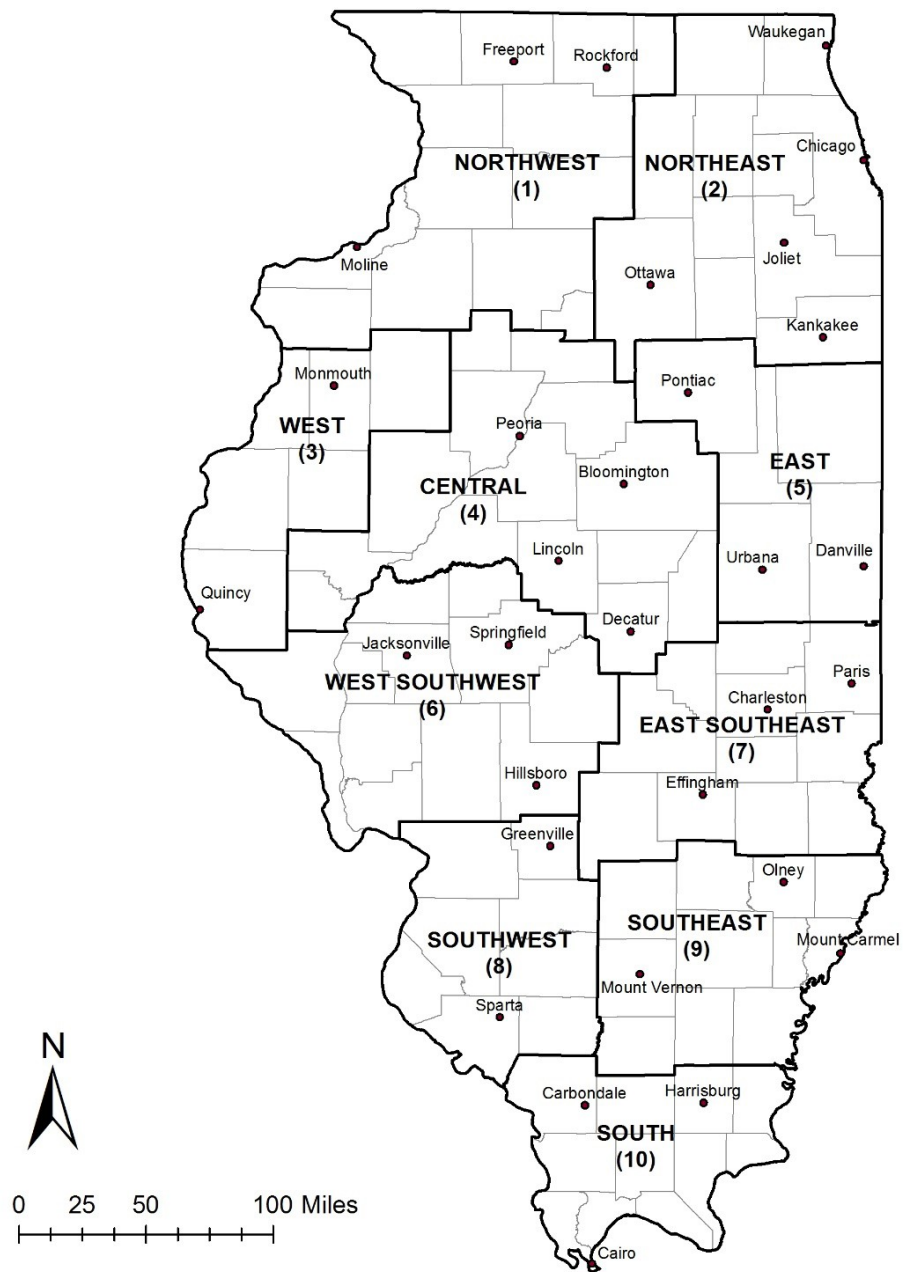 Waukegan
Freeport
Rockford
Chicago
NORTHWEST
(1)
NORTHEAST
(2)
Moline
Joliet
Ottawa
Kankakee
Monmouth
Pontiac
WEST
(3)
Peoria
EAST
(5)
Bloomington
CENTRAL
(4)
Lincoln
Urbana
Danville
Quincy
Decatur
Springfield
Jacksonville
WEST SOUTHWEST
(6)
Paris
Charleston
EAST SOUTHEAST
(7)
Hillsboro
Effingham
Greenville
Olney
SOUTHEAST
(9)
SOUTHWEST
(8)
Mount Carmel
Mount Vernon
Sparta
N
Carbondale
Harrisburg
SOUTH
(10)
0 25 50 100 Miles
Cairo